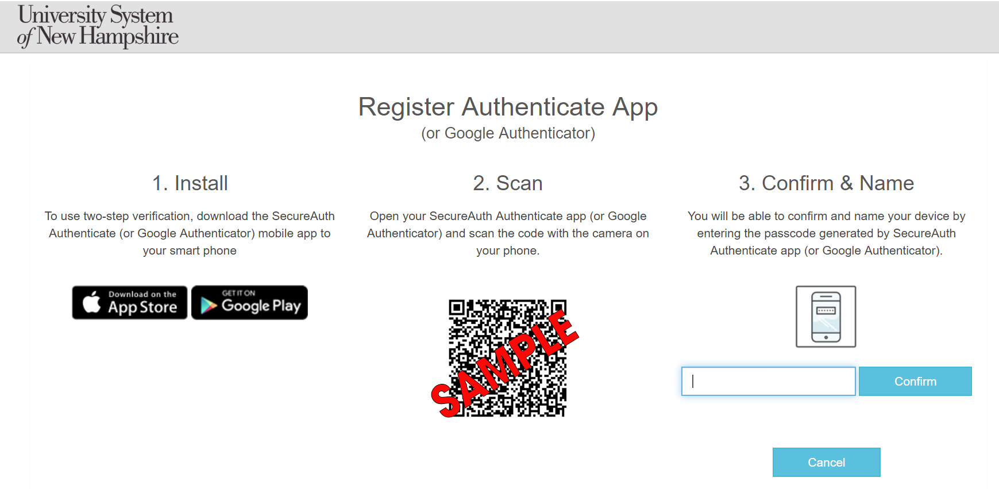 University System
of New Hampshire
Register Authenticate App
(or Google Authenticator)
1. Install
To use two-step verification, download the SecureAuth
Authenticate (or Google Authenticator) mobile app to
your smart phone
Download on the
App Store
GET IT ON
Google Play
2. Scan
Open your SecureAuth Authenticate app (or Google
Authenticator) and scan the code with the camera on
your phone.
SAMPLE
3. Confirm & Name
You will be able to confirm and name your device by
entering the passcode generated by SecureAuth
Authenticate app (or Google Authenticator).
Confirm
Cancel